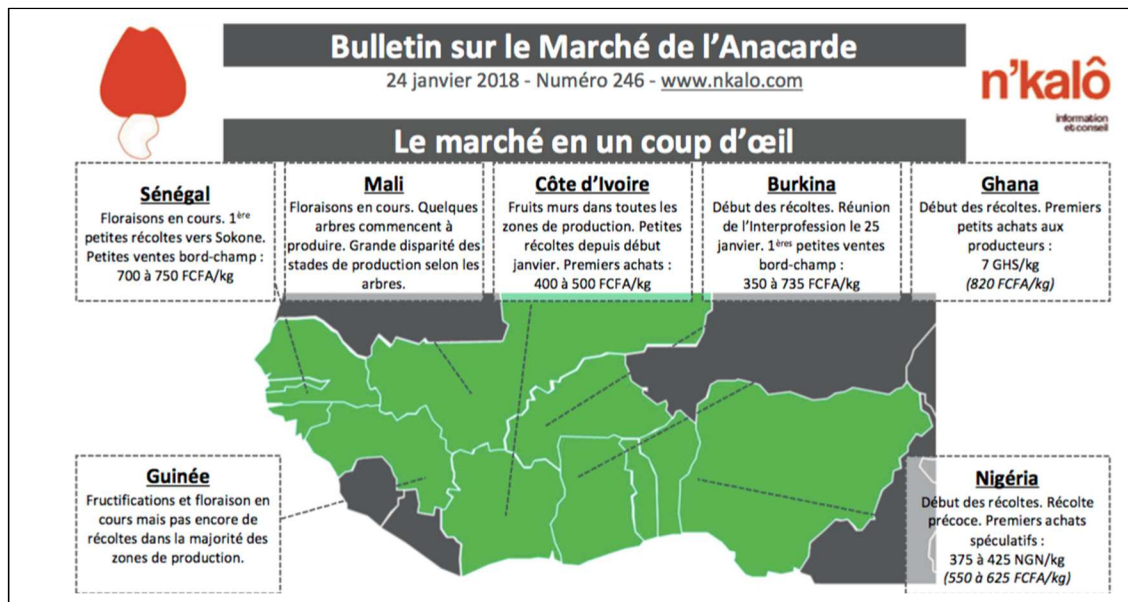 Bulletin sur le Marché de l'Anacarde
24 janvier 2018 - Numéro 246 - www.nkalo.com
n'kalô
information
et conseil
Le marché en un coup d'œil
Sénégal
Floraisons en cours. 1ère
petites récoltes vers Sokone.
Petites ventes bord-champ :
700 à 750 FCFA/kg
Mali
Floraisons en cours. Quelques
arbres commencent à
produire. Grande disparité des
stades de production selon les
arbres.
Côte d'Ivoire
Fruits murs dans toutes les
zones de production. Petites
récoltes depuis début
janvier. Premiers achats :
400 à 500 FCFA/kg
Burkina
Début des récoltes. Réunion
de l'Interprofession le 25
janvier. 1ères petites ventes
bord-champ :
350 à 735 FCFA/kg
Ghana
Début des récoltes. Premiers
petits achats aux
producteurs :
7 GHS/kg
(820 FCFA/kg)
Guinée
Fructifications et floraison en
cours mais pas encore de
récoltes dans la majorité des
zones de production.
Nigéria
Début des récoltes. Récolte
précoce. Premiers achats
spéculatifs :
375 à 425 NGN/kg
(550 à 625 FCFA/kg)